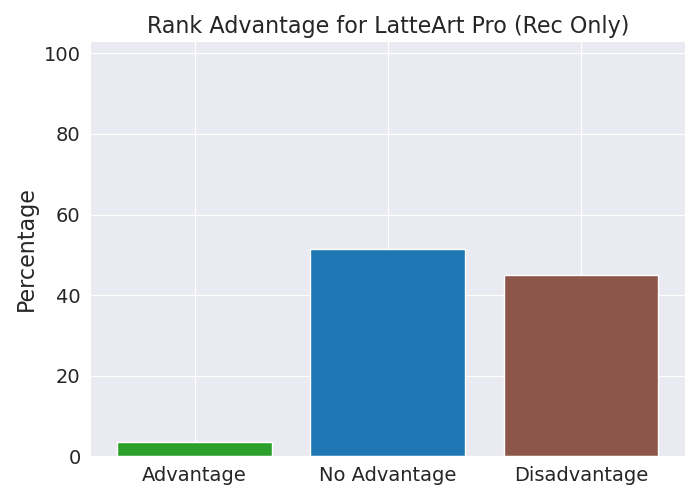 Rank Advantage for LatteArt Pro (Rec Only)
100
80
60
40
20
0
Percentage
Advantage
No Advantage
Disadvantage